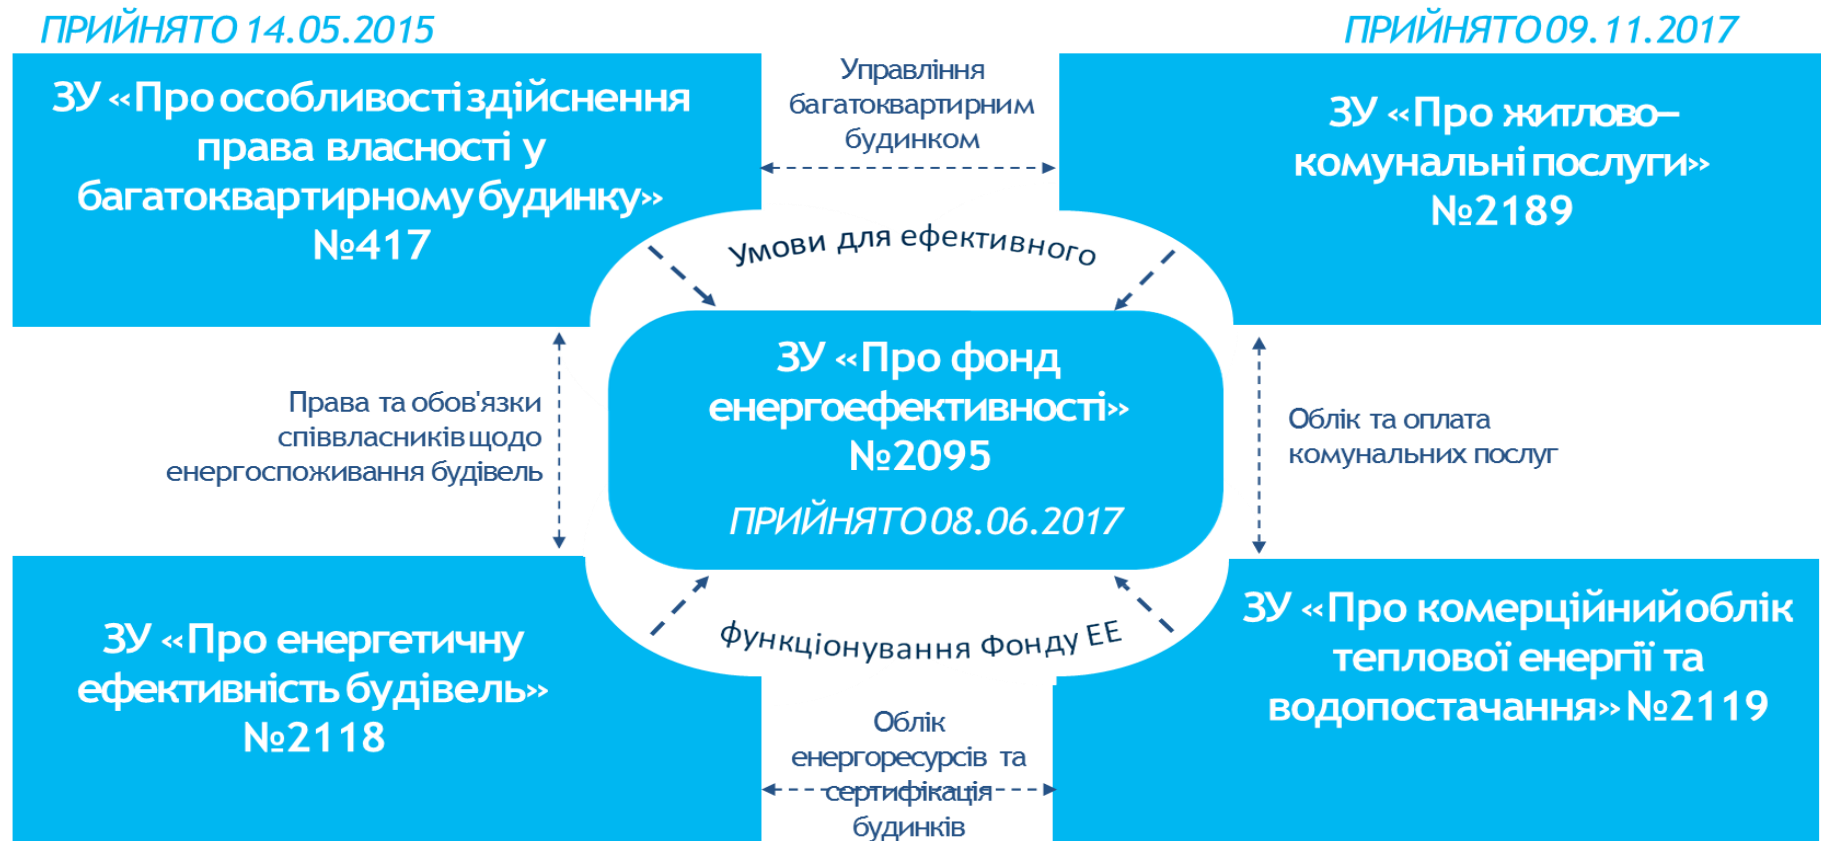 ПРИЙНЯТО 14.05.2015
ПРИЙНЯТО 09.11.2017
ЗУ «Про особливості здійснення
права власності у
багатоквартирному будинку»
№417
Управління
багатоквартирним
будинком
ЗУ «Про житлово–
комунальні послуги»
№2189
Умови для ефективного
ЗУ «Про фонд
енергоефективності»
№2095
ПРИЙНЯТО 08.06.2017
Права та обов'язки
співвласників щодо
енергоспоживання будівель
Облік та оплата
комунальних послуг
функціонування Фонду ЕЕ
ЗУ «Про енергетичну
ефективність будівель»
№2118
Облік
енергоресурсів та
сертифікація
будинків
ЗУ «Про комерційний облік
теплової енергії та
водопостачання» №2119